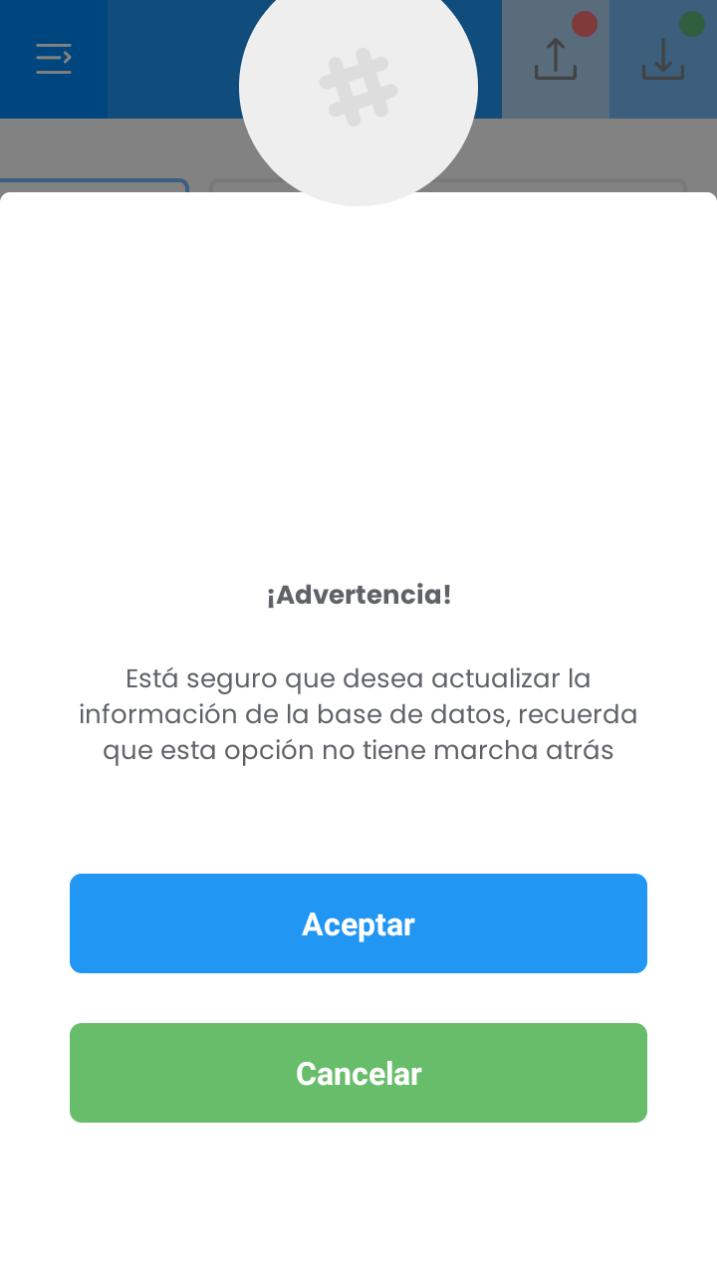 ¡Advertencia!
Está seguro que desea actualizar la
información de la base de datos, recuerda
que esta opción no tiene marcha atrás
Aceptar
Cancelar